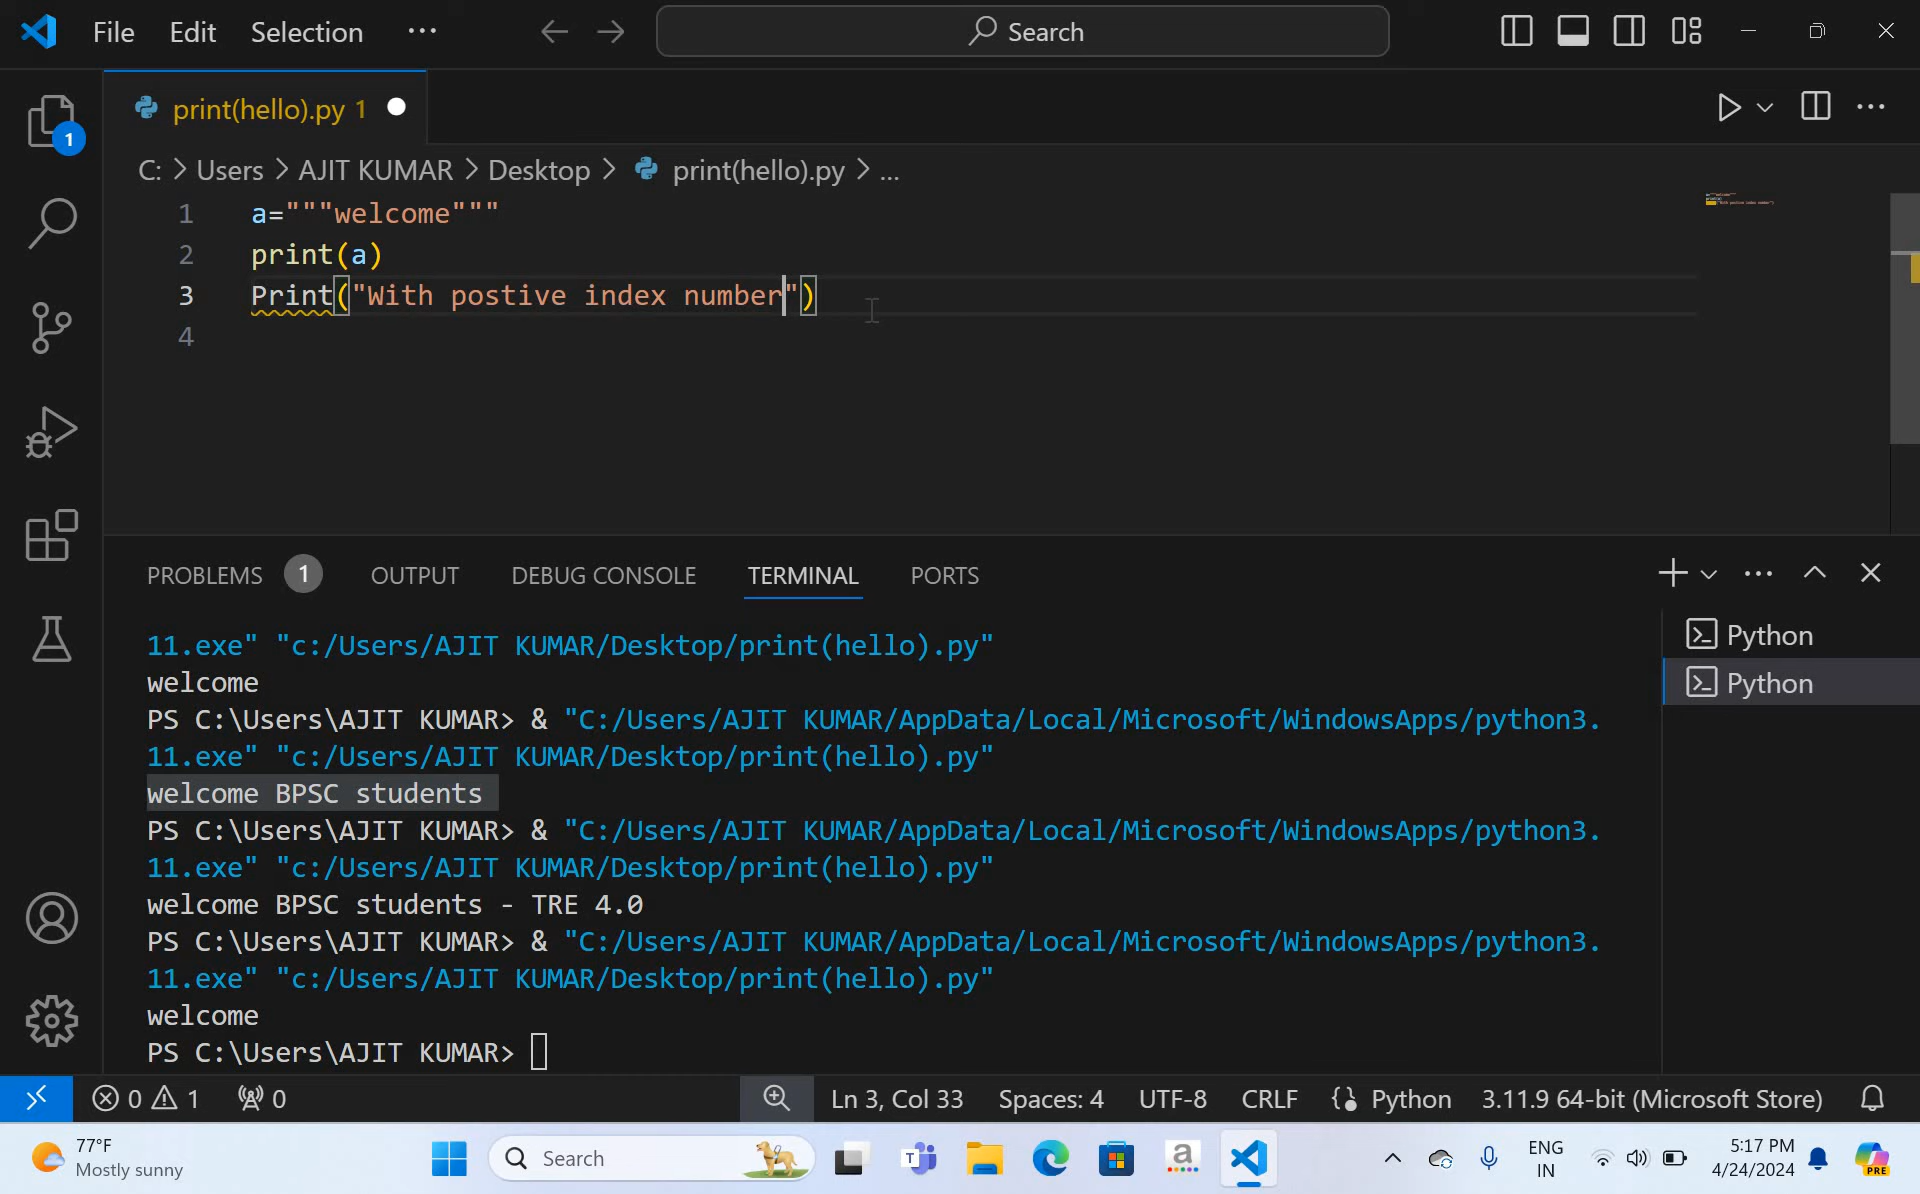 File Edit Selection ··· Search
print(hello).py 1
1
C: > Users > AJIT KUMAR > Desktop > print(hello).py > ...
1 a="""welcome"""
2 print(a)
3 Print("With postive index number")
4
PROBLEMS 1 OUTPUT DEBUG CONSOLE TERMINAL PORTS
11.exe" "c:/Users/AJIT KUMAR/Desktop/print(hello).py"
welcome
PS C:\Users\AJIT KUMAR> & "C:/Users/AJIT KUMAR/AppData/Local/Microsoft/WindowsApps/python3.
11.exe" "c:/Users/AJIT KUMAR/Desktop/print(hello).py"
welcome BPSC students
PS C:\Users\AJIT KUMAR> & "C:/Users/AJIT KUMAR/AppData/Local/Microsoft/WindowsApps/python3.
11.exe" "c:/Users/AJIT KUMAR/Desktop/print(hello).py"
welcome BPSC students - TRE 4.0
PS C:\Users\AJIT KUMAR> & "C:/Users/AJIT KUMAR/AppData/Local/Microsoft/WindowsApps/python3.
11.exe" "c:/Users/AJIT KUMAR/Desktop/print(hello).py"
welcome
PS C:\Users\AJIT KUMAR>
Python
Python
0 1 0 Ln 3, Col 33 Spaces: 4 UTF-8 CRLF Python 3.11.9 64-bit (Microsoft Store)
77°F
Mostly sunny
Search
ENG
IN
5:17 PM
4/24/2024
PRE